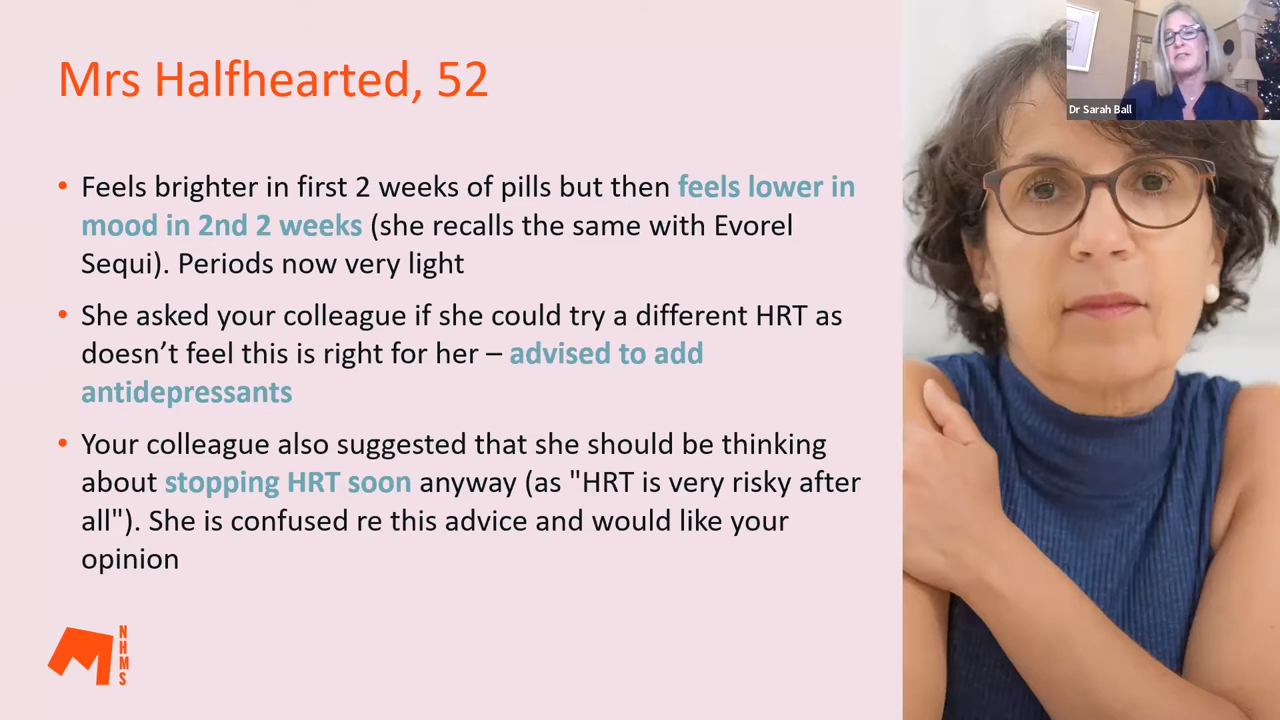 Mrs Halfhearted, 52
Dr Sarah Ball
• Feels brighter in first 2 weeks of pills but then feels lower in
mood in 2nd 2 weeks (she recalls the same with Evorel
Sequi). Periods now very light
• She asked your colleague if she could try a different HRT as
doesn’t feel this is right for her – advised to add
antidepressants
• Your colleague also suggested that she should be thinking
about stopping HRT soon anyway (as "HRT is very risky after
all"). She is confused re this advice and would like your
opinion
NHMS